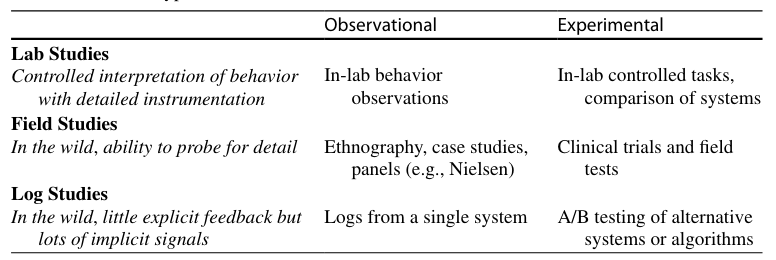 Observational Experimental
Lab Studies
Controlled interpretation of behavior In-lab behavior In-lab controlled tasks,
with detailed instrumentation observations comparison of systems
Field Studies
In the wild, ability to probe for detail Ethnography, case studies, Clinical trials and field
panels (e.g., Nielsen) tests
Log Studies
In the wild, little explicit feedback but Logs from a single system A/B testing of alternative
lots of implicit signals systems or algorithms